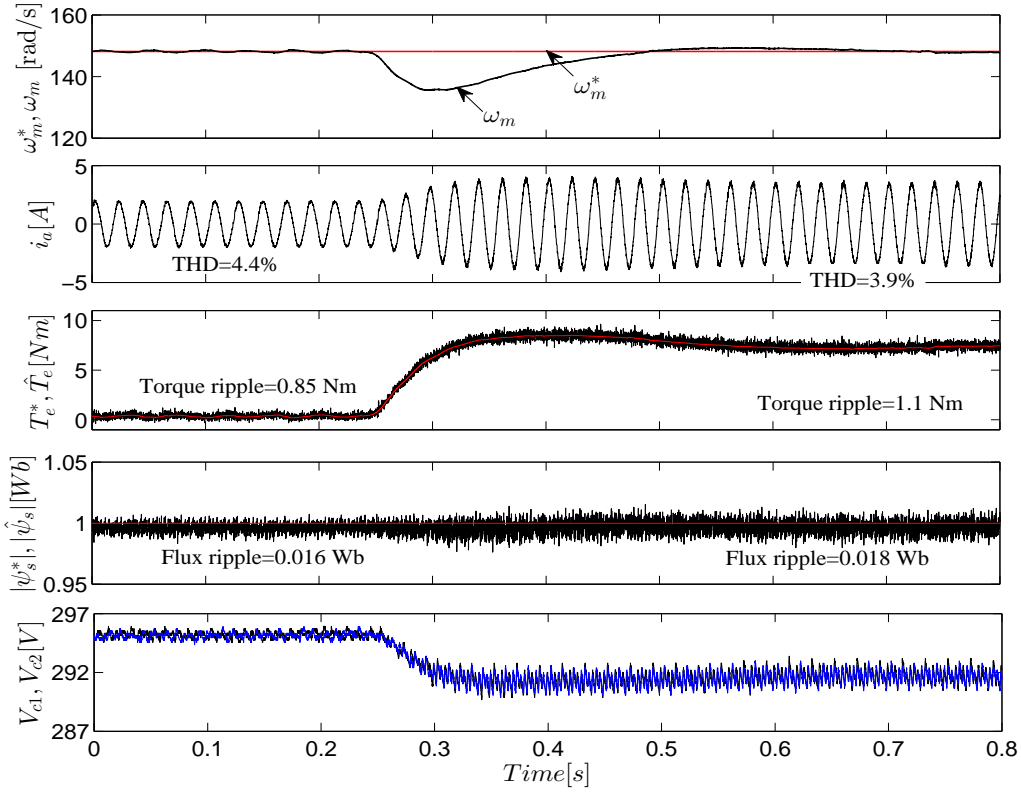 ω*m, ωm [rad/s]
160
140
120
ω*m
ωm
ia[A]
5
0
−5
THD=4.4%
THD=3.9%
T*e, T̂e[Nm]
10
5
0
Torque ripple=0.85 Nm
Torque ripple=1.1 Nm
|ψ*s|, |ψ̂s|[Wb]
1.05
1
0.95
Flux ripple=0.016 Wb
Flux ripple=0.018 Wb
Vc1, Vc2[V]
297
292
287
0 0.1 0.2 0.3 0.4 0.5 0.6 0.7 0.8
Time[s]